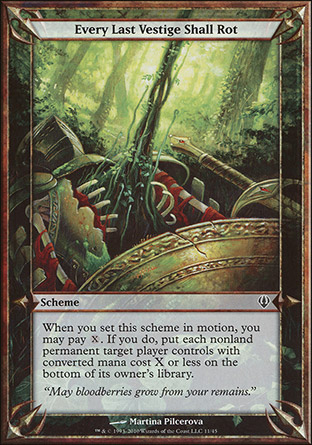 Every Last Vestige Shall Rot
Scheme
When you set this scheme in motion, you
may pay X. If you do, put each nonland
permanent target player controls with
converted mana cost X or less on the
bottom of its owner's library.
"May bloodberries grow from your remains."
Martina Pilcerova
™ & © 1993-2010 Wizards of the Coast LLC 11/45